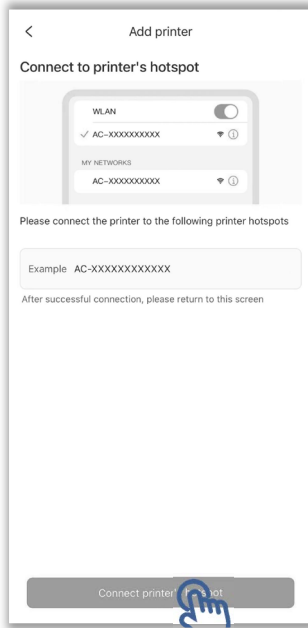 Add printer
Connect to printer's hotspot
WLAN
AC-XXXXXXXXXX
MY NETWORKS
AC-XXXXXXXXXX
Please connect the printer to the following printer hotspots
Example AC-XXXXXXXXXXXX
After successful connection, please return to this screen
Connect printer's hotspot